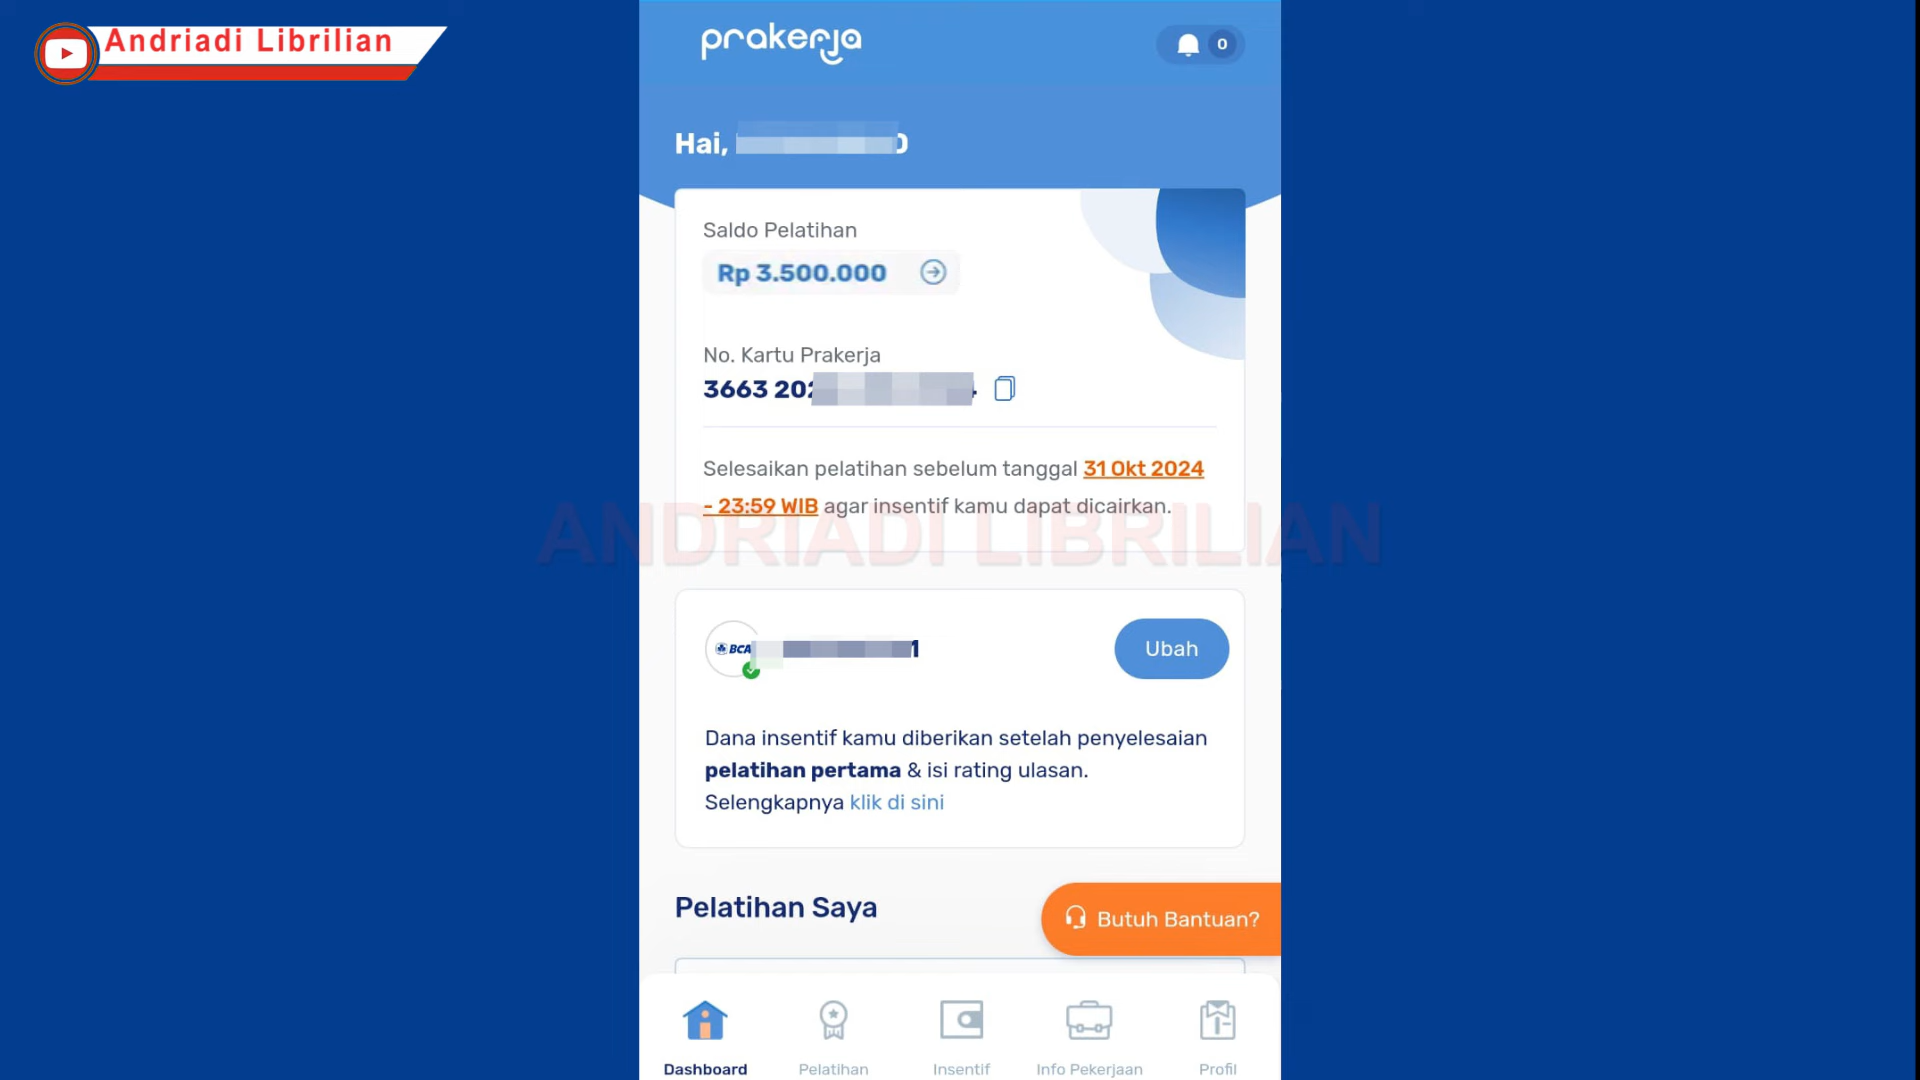 Andriadi Librilian
prakerja
0
Hai,
Saldo Pelatihan
Rp 3.500.000
No. Kartu Prakerja
3663
Selesaikan pelatihan sebelum tanggal 31 Okt 2024
- 23:59 WIB agar insentif kamu dapat dicairkan.
ANDRIADI LIBRILIAN
BCA
Ubah
Dana insentif kamu diberikan setelah penyelesaian
pelatihan pertama & isi rating ulasan.
Selengkapnya klik di sini
Pelatihan Saya
Butuh Bantuan?
Dashboard
Pelatihan
Insentif
Info Pekerjaan
Profil